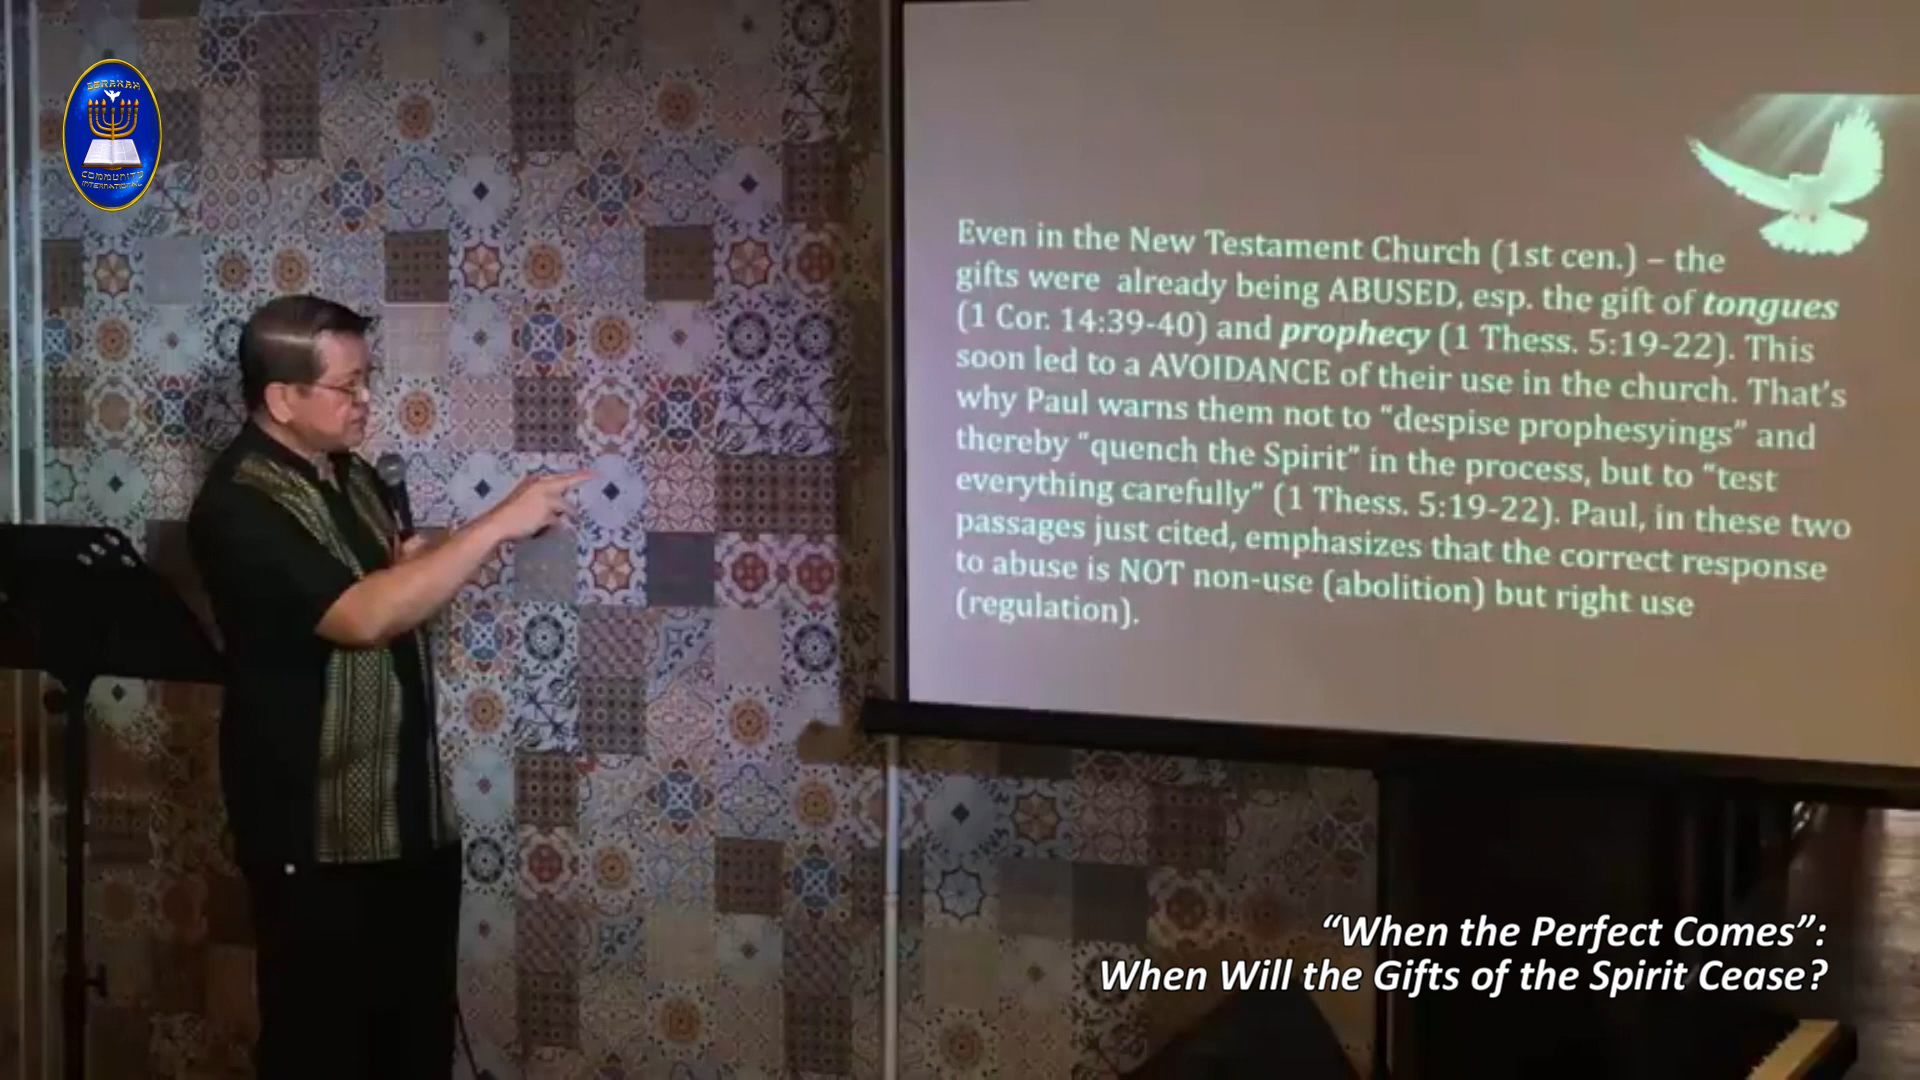 BERAKAH
COMMUNITY
INTERNATIONAL
Even in the New Testament Church (1st cen.) – the
gifts were already being ABUSED, esp. the gift of tongues
(1 Cor. 14:39-40) and prophecy (1 Thess. 5:19-22). This
soon led to a AVOIDANCE of their use in the church. That's
why Paul warns them not to “despise prophesyings” and
thereby “quench the Spirit” in the process, but to “test
everything carefully” (1 Thess. 5:19-22). Paul, in these two
passages just cited, emphasizes that the correct response
to abuse is NOT non-use (abolition) but right use
(regulation).
“When the Perfect Comes”:
When Will the Gifts of the Spirit Cease?